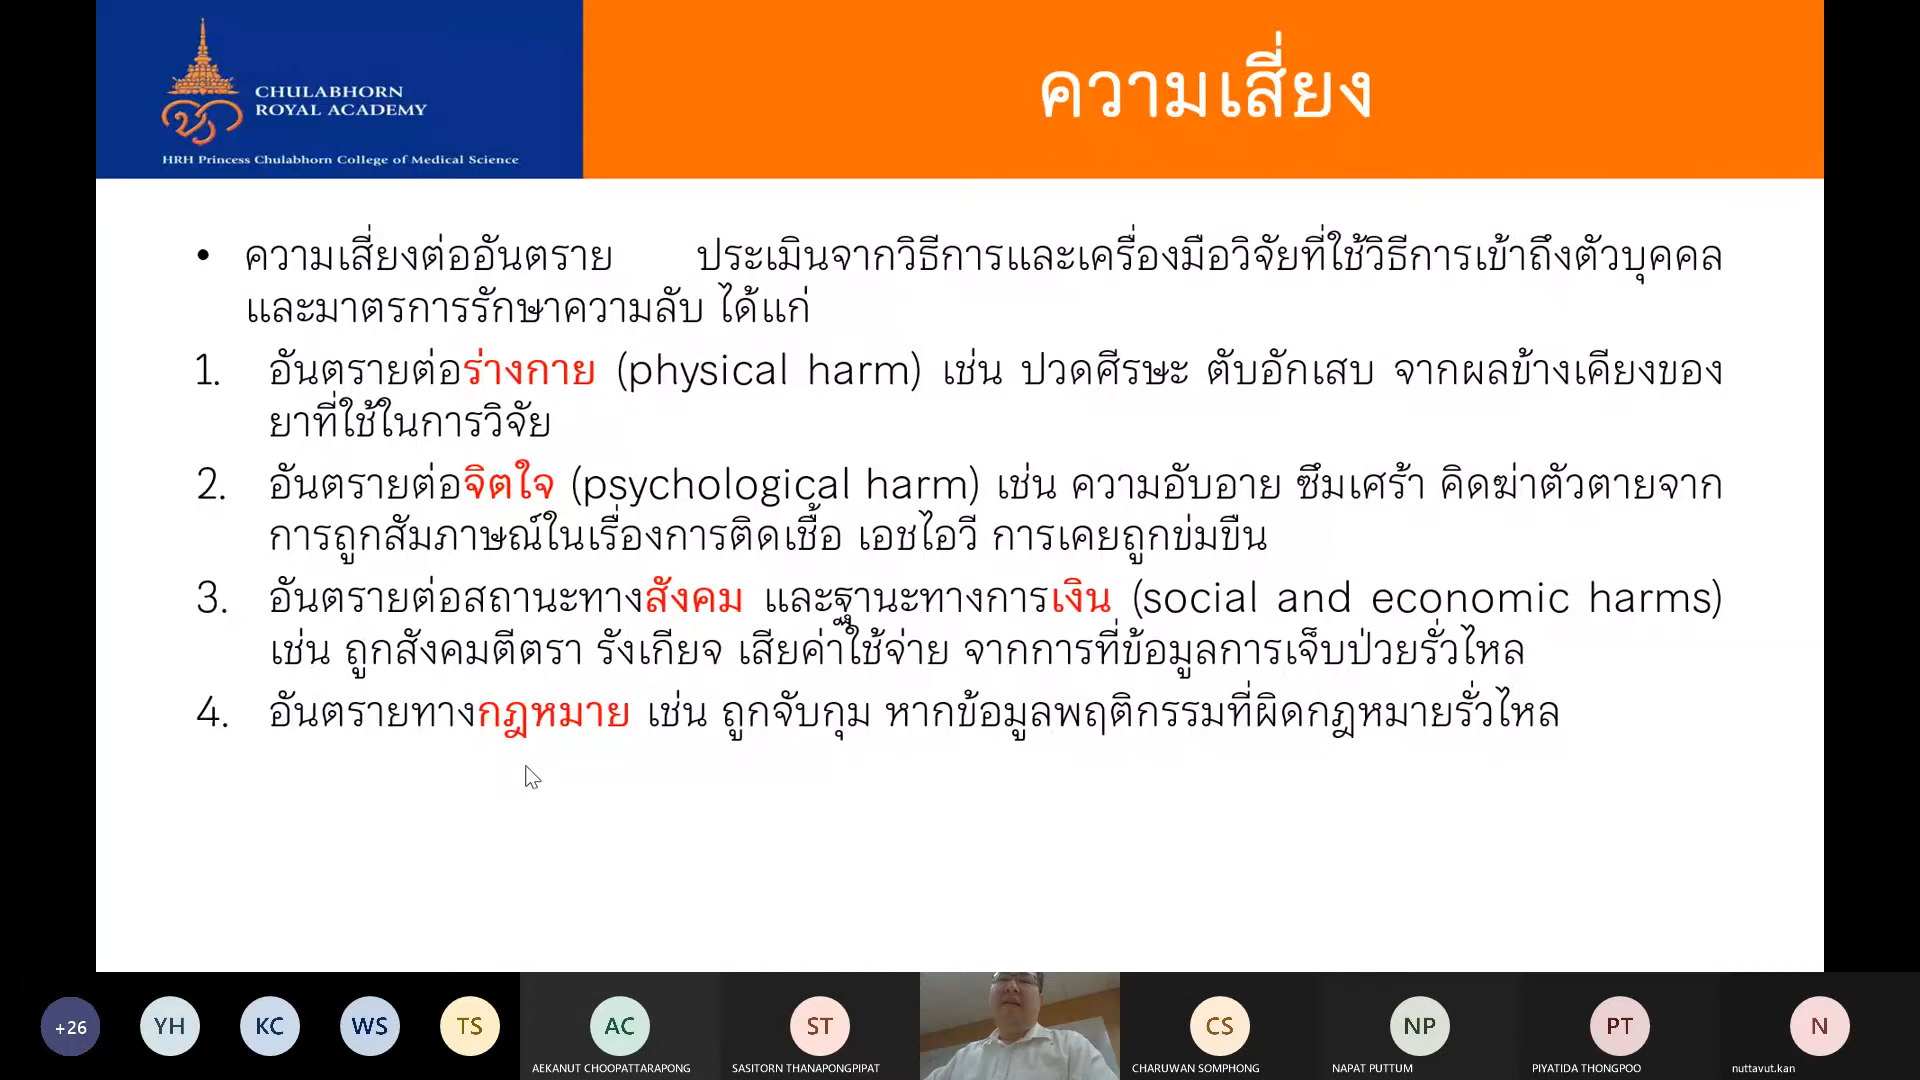 CHULABHORN
ROYAL ACADEMY
HRH Princess Chulabhorn College of Medical Science
ความเสี่ยง
• ความเสี่ยงต่ออันตราย ประเมินจากวิธีการและเครื่องมือวิจัยที่ใช้วิธีการเข้าถึงตัวบุคคล
และมาตรการรักษาความลับ ได้แก่
1. อันตรายต่อร่างกาย (physical harm) เช่น ปวดศีรษะ ตับอักเสบ จากผลข้างเคียงของ
ยาที่ใช้ในการวิจัย
2. อันตรายต่อจิตใจ (psychological harm) เช่น ความอับอาย ซึมเศร้า คิดฆ่าตัวตายจาก
การถูกสัมภาษณ์ในเรื่องการติดเชื้อ เอชไอวี การเคยถูกข่มขืน
3. อันตรายต่อสถานะทางสังคม และฐานะทางการเงิน (social and economic harms)
เช่น ถูกสังคมตีตรา รังเกียจ เสียค่าใช้จ่าย จากการที่ข้อมูลการเจ็บป่วยรั่วไหล
4. อันตรายทางกฎหมาย เช่น ถูกจับกุม หากข้อมูลพฤติกรรมที่ผิดกฎหมายรั่วไหล
+26 YH KC WS TS AC ST CS NP PT N
AEKANUT CHOOPATTARAPONG SASITORN THANAPONGPIPAT CHARUWAN SOMPHONG NAPAT PUTTUM PIYATIDA THONGPOO nuttavut.kan